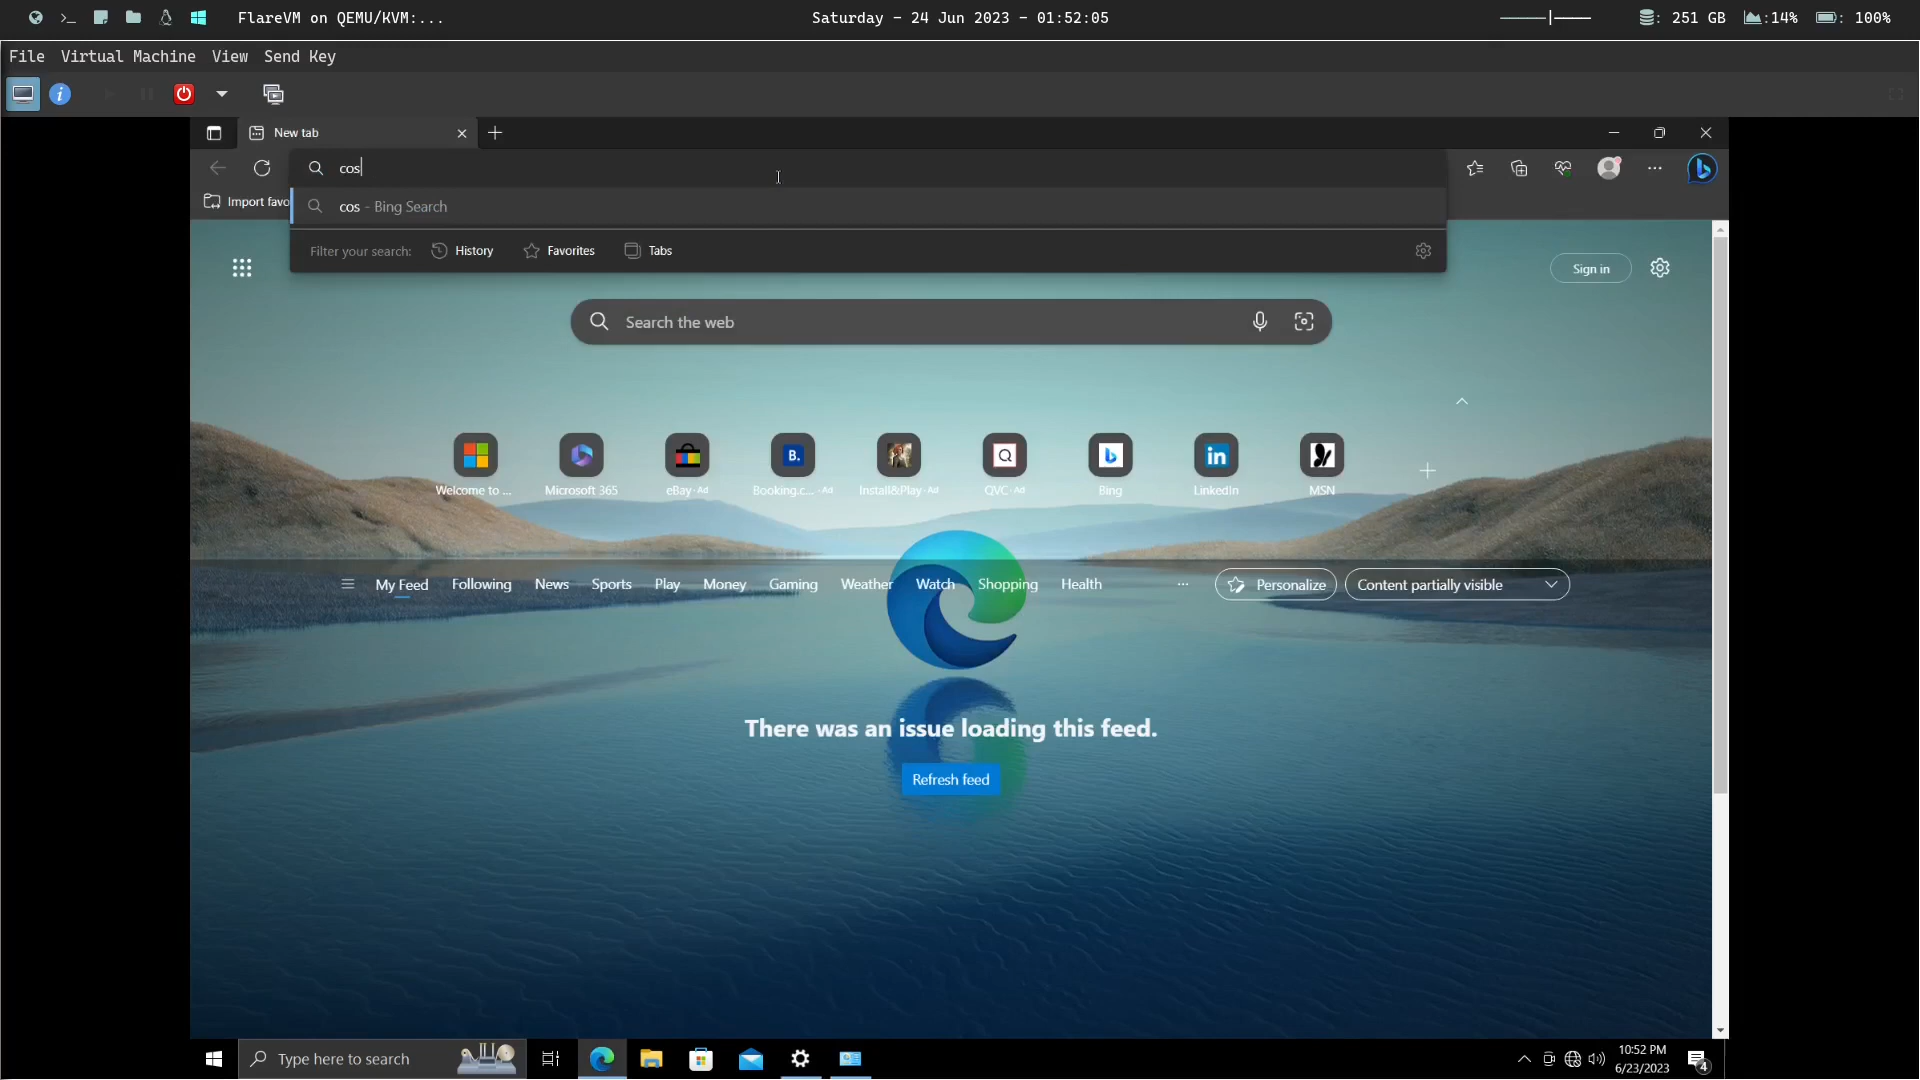 FlareVM on QEMU/KVM:...
Saturday - 24 Jun 2023 - 01:52:05
: 251 GB
:14%
: 100%
File Virtual Machine View Send Key
New tab
cos
Import favo
cos - Bing Search
Filter your search: History Favorites Tabs
Sign in
Search the web
Welcome to ...
Microsoft 365
eBay · Ad
Booking.c... · Ad
Install&Play · Ad
QVC · Ad
Bing
LinkedIn
MSN
My Feed Following News Sports Play Money Gaming Weather Watch Shopping Health ... Personalize Content partially visible
There was an issue loading this feed.
Refresh feed
Type here to search
10:52 PM
6/23/2023
4